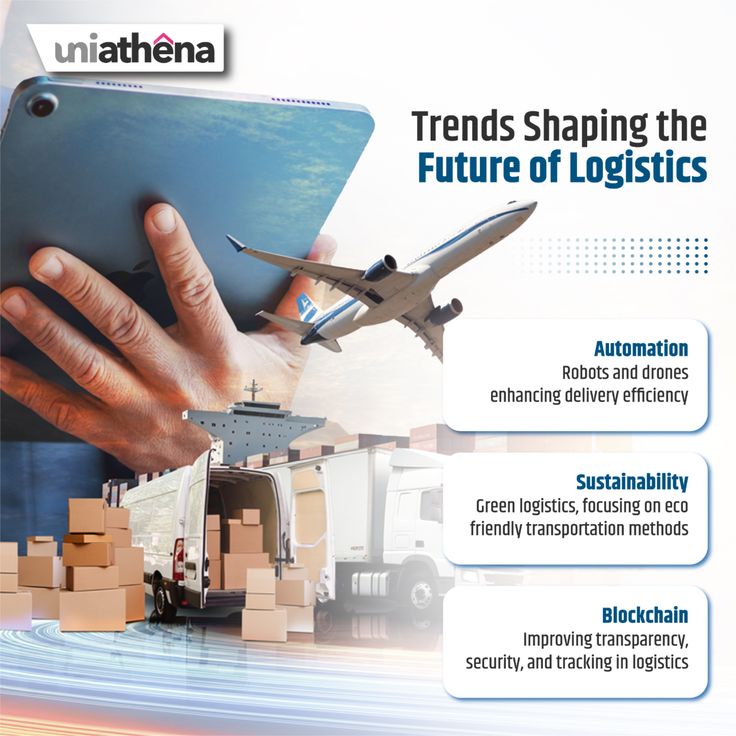 uniathêna
Trends Shaping the
Future of Logistics
Automation
Robots and drones
enhancing delivery efficiency
Sustainability
Green logistics, focusing on eco
friendly transportation methods
Blockchain
Improving transparency,
security, and tracking in logistics